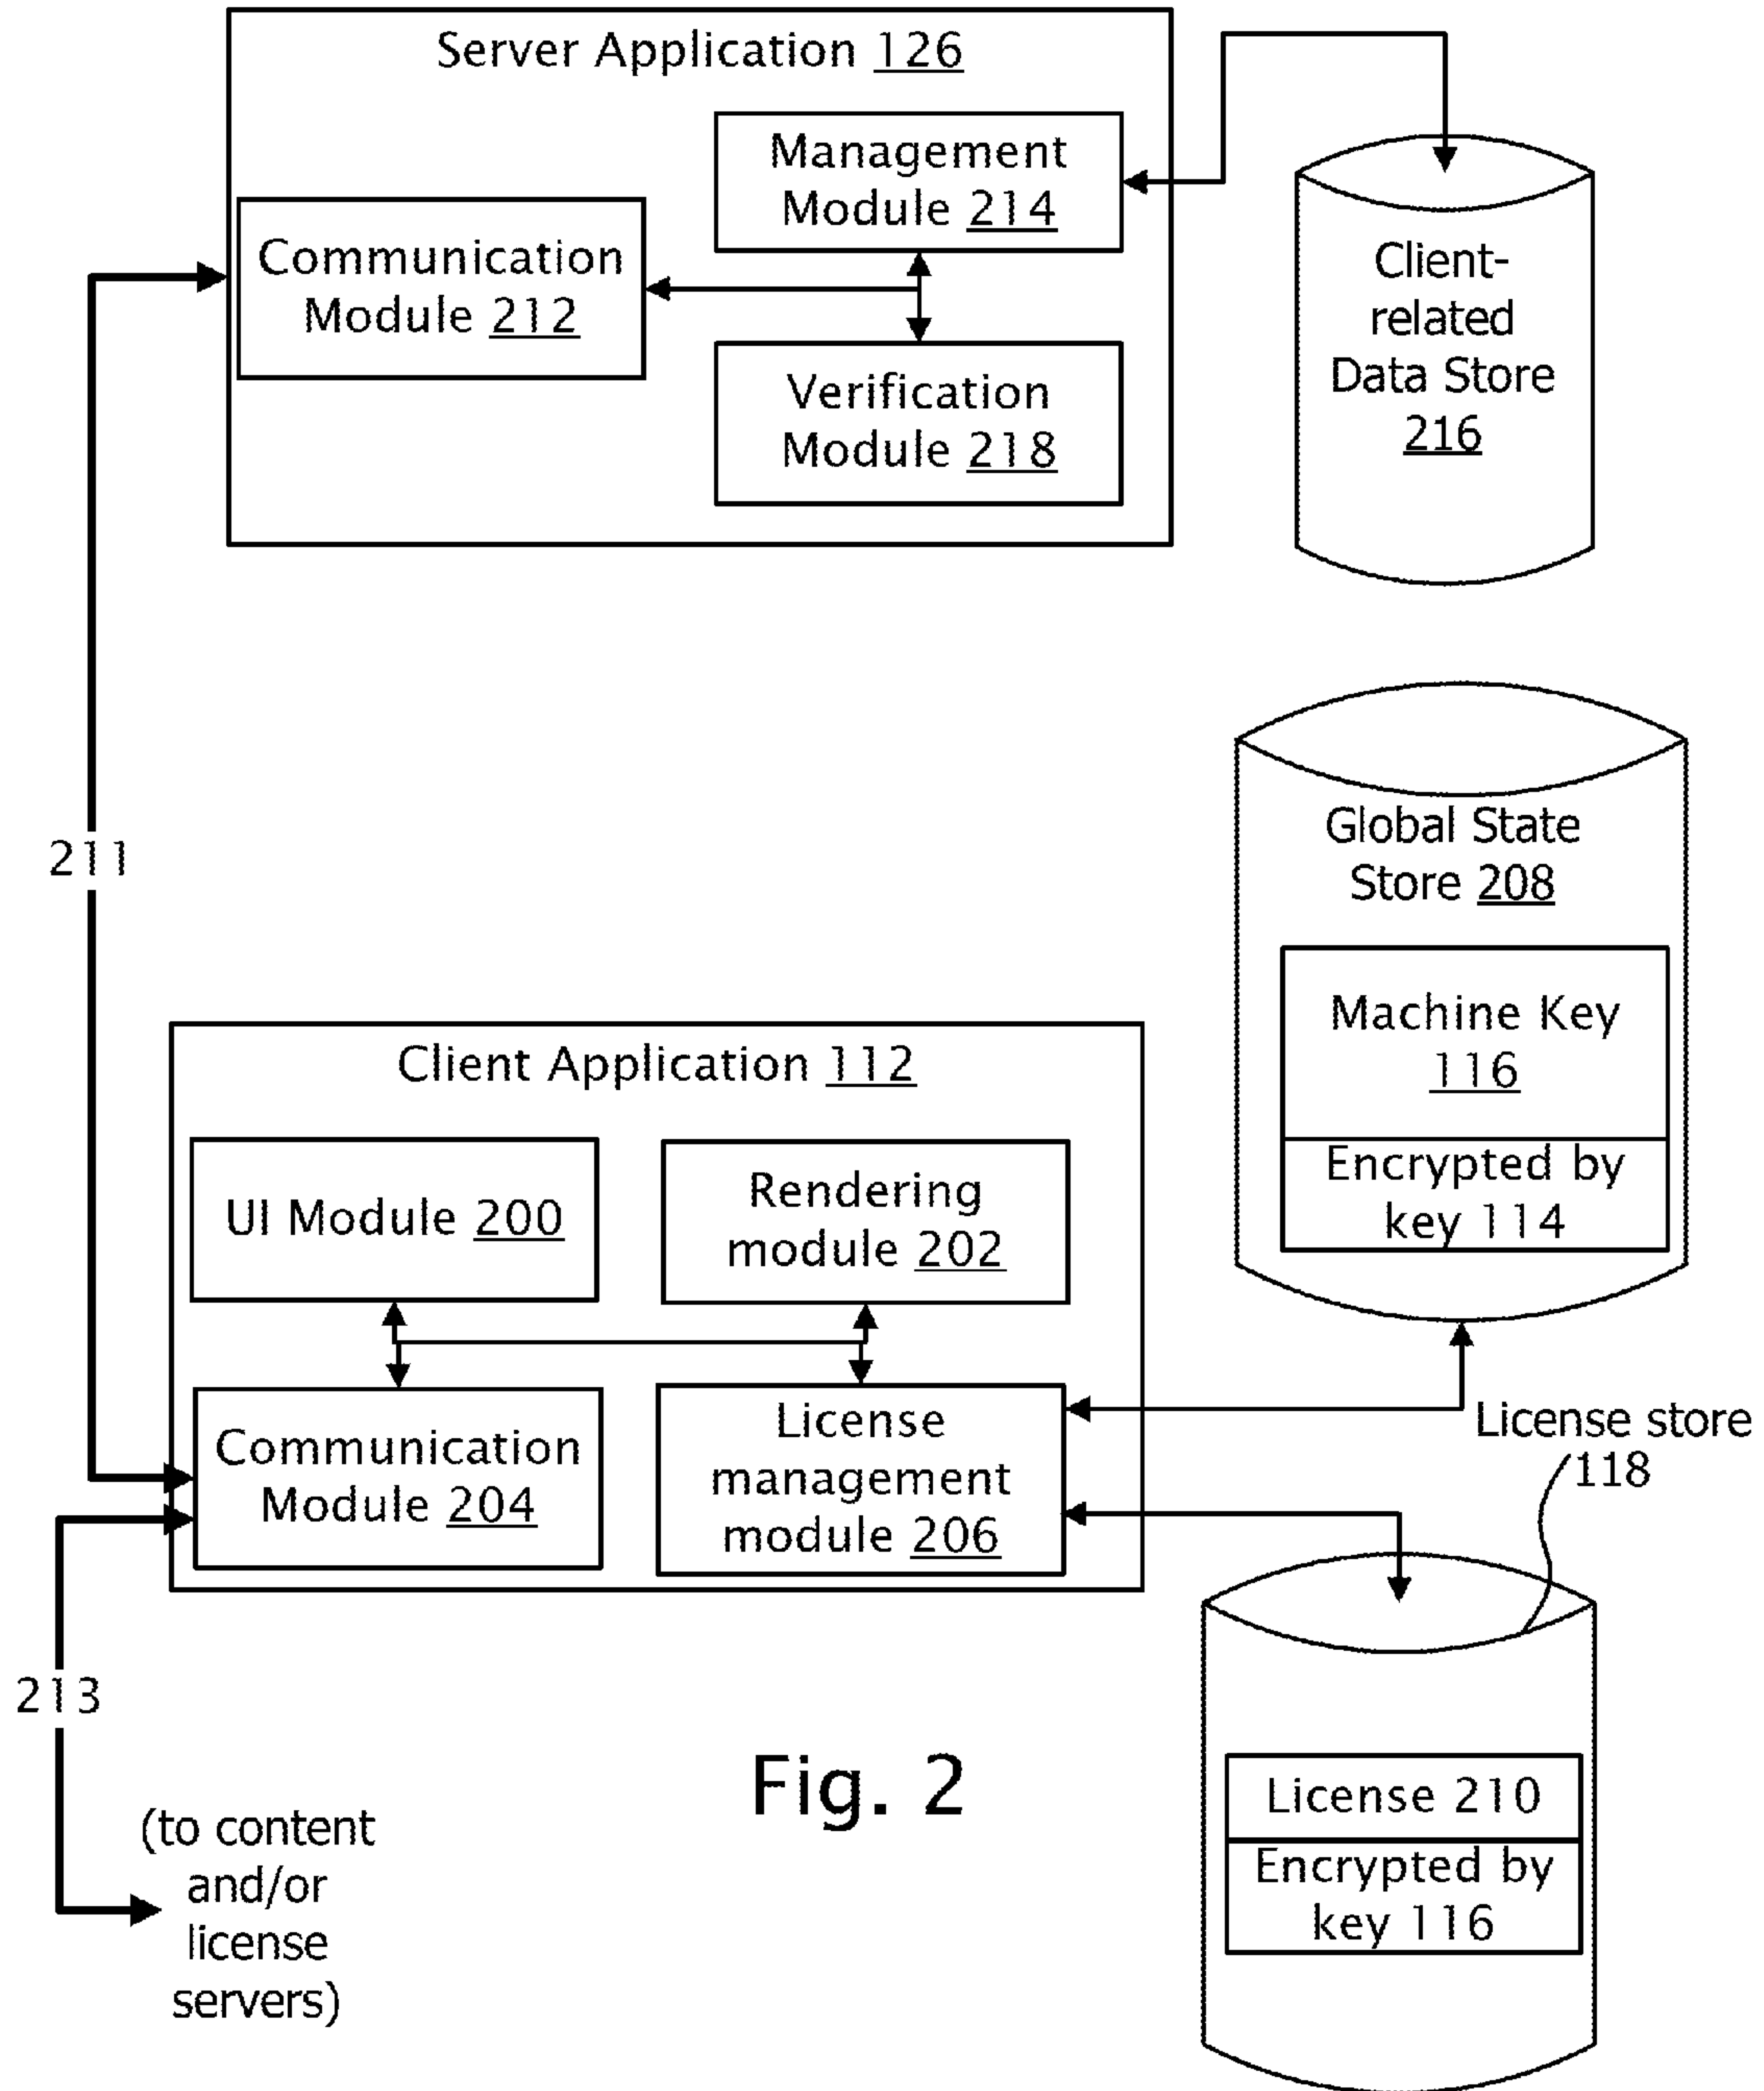 Server Application 126
Management
Module 214
Communication
Module 212
Verification
Module 218
Client-
related
Data Store
216
211
Global State
Store 208
Machine Key
116
Encrypted by
key 114
Client Application 112
UI Module 200
Rendering
module 202
Communication
Module 204
License
management
module 206
License store
118
213
(to content
and/or
license
servers)
License 210
Encrypted by
key 116
Fig. 2